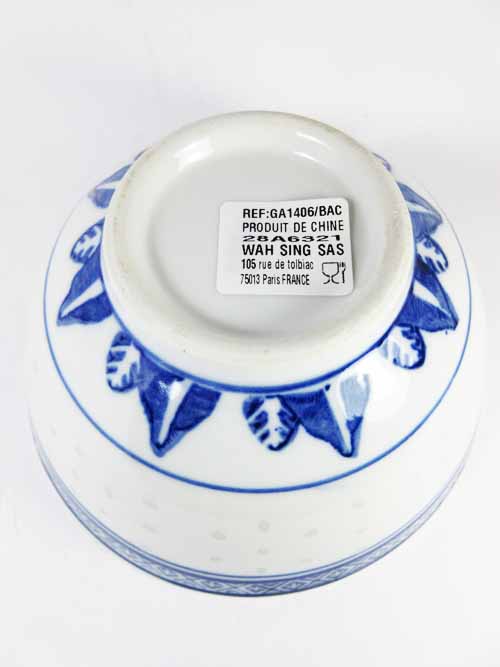 REF:GA1406/BAC
PRODUIT DE CHINE
28A6321
WAH SING SAS
105 rue de tolbiac
75013 Paris FRANCE